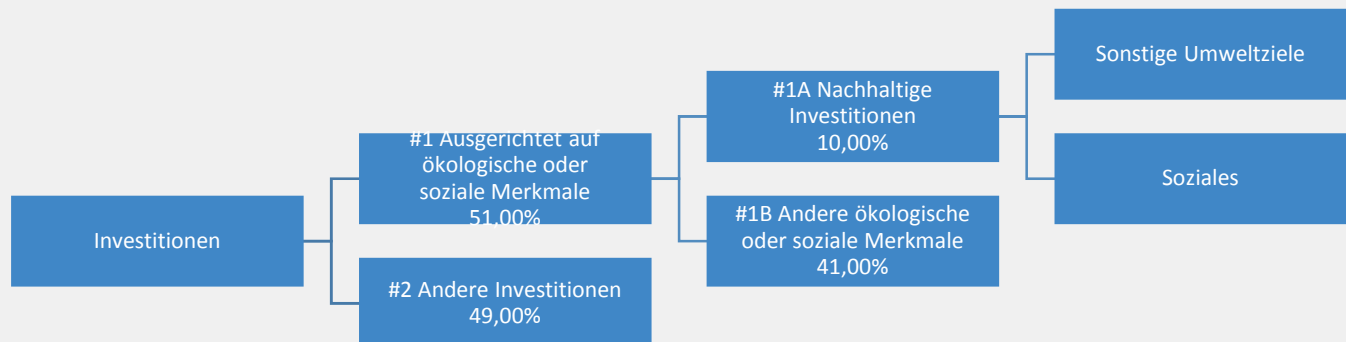 Investitionen
#1 Ausgerichtet auf
ökologische oder
soziale Merkmale
51,00%
#2 Andere Investitionen
49,00%
#1A Nachhaltige
Investitionen
10,00%
#1B Andere ökologische
oder soziale Merkmale
41,00%
Sonstige Umweltziele
Soziales